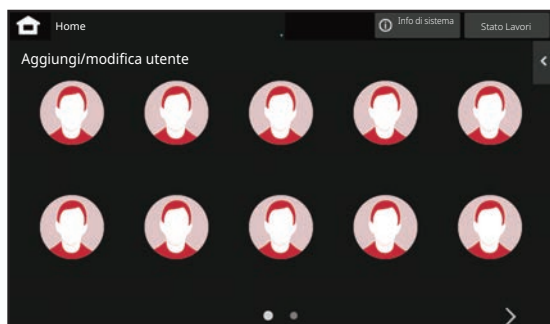 Home
Info di sistema
Stato Lavori
Aggiungi/modifica utente